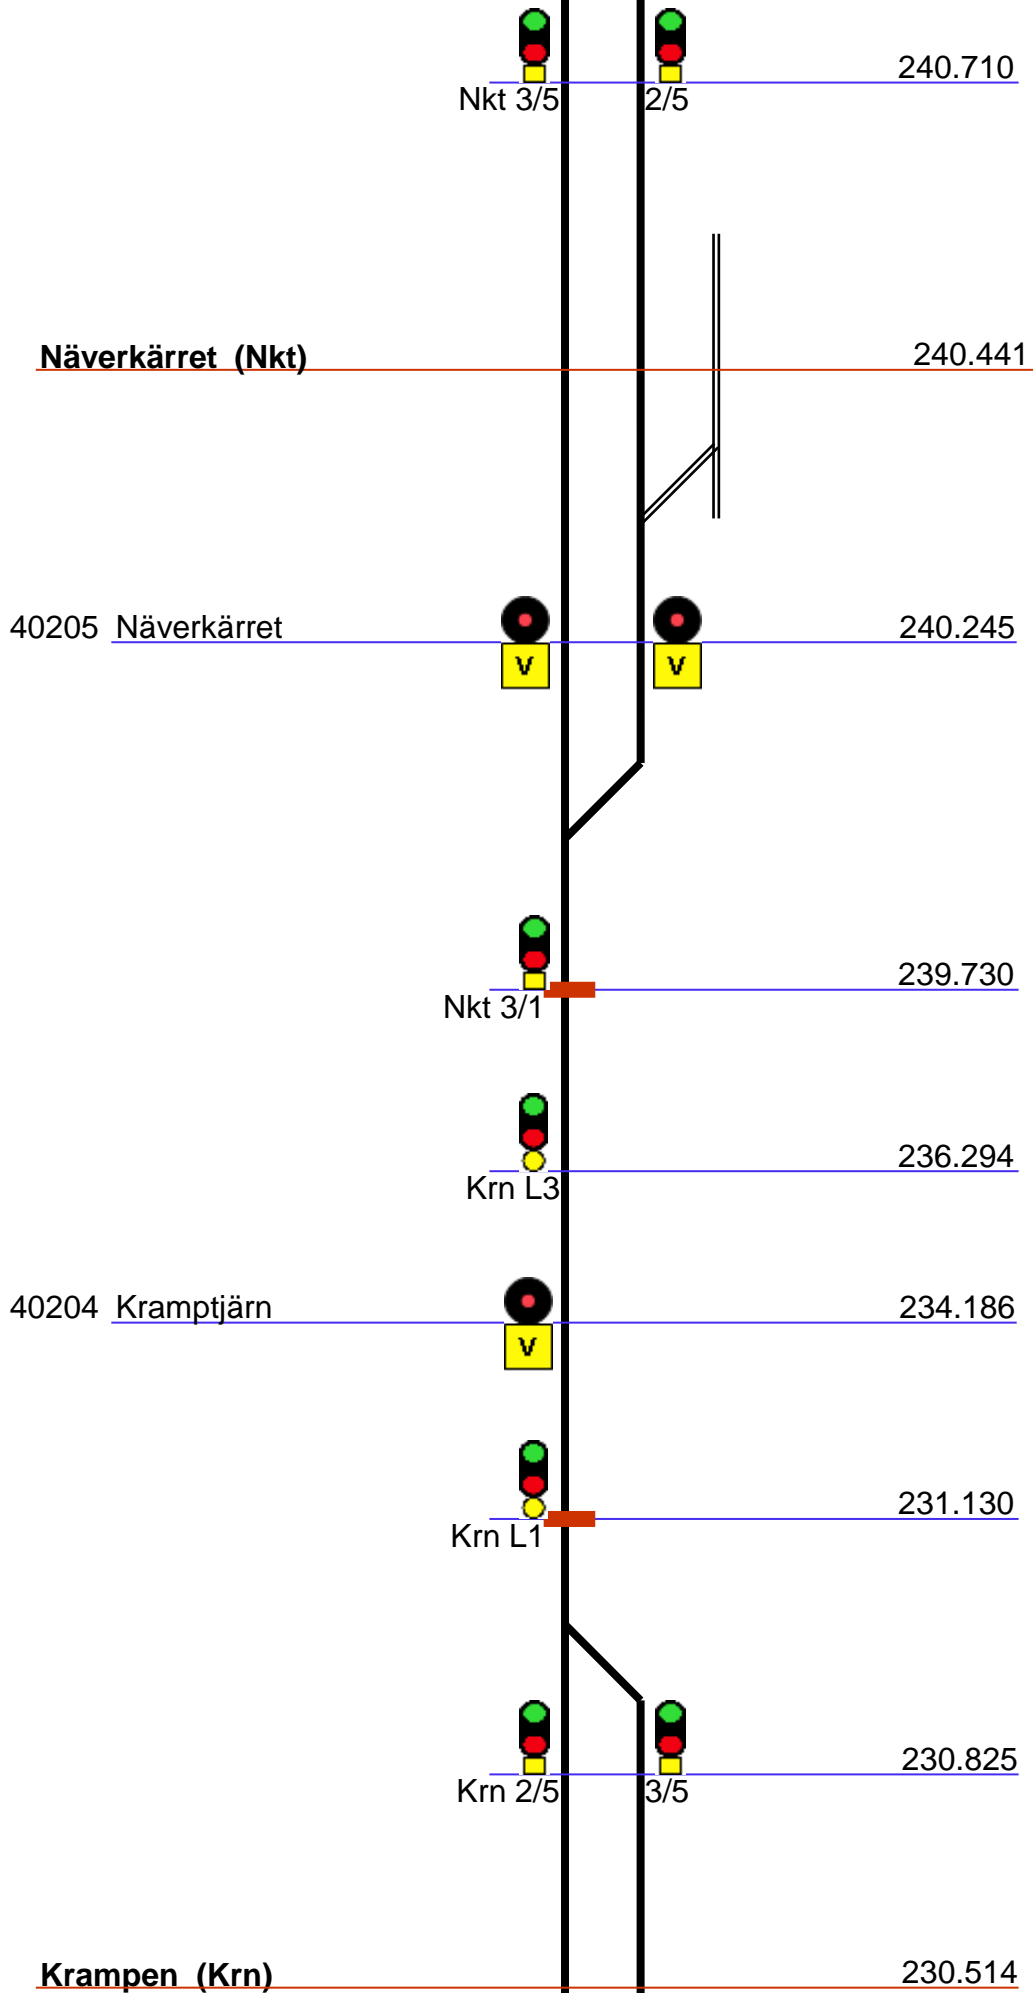 240.710
Nkt 3/5 2/5
Näverkärret (Nkt) 240.441
40205 Näverkärret 240.245
V V
239.730
Nkt 3/1
236.294
Krn L3
40204 Kramptjärn 234.186
V
231.130
Krn L1
230.825
Krn 2/5 3/5
Krampen (Krn) 230.514